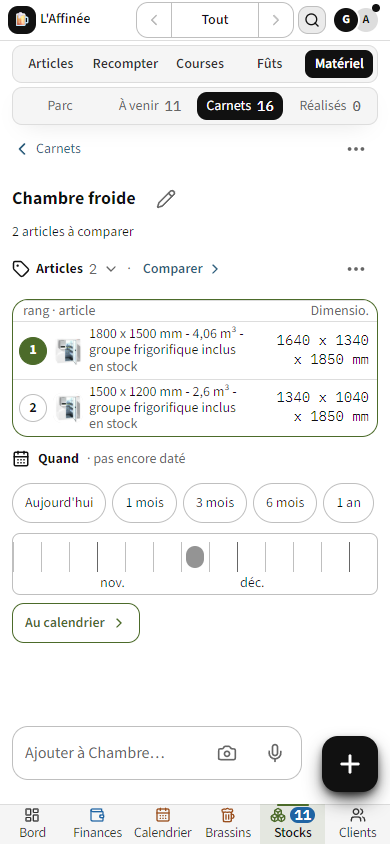 L'Affinée
Tout
G A
Articles Recompter Courses Fûts Matériel
Parc À venir 11 Carnets 16 Réalisés 0
Carnets
Chambre froide
2 articles à comparer
Articles 2 · Comparer
rang · article Dimensio.
1 1800 x 1500 mm - 4,06 m³ - groupe frigorifique inclus en stock 1640 x 1340 x 1850 mm
2 1500 x 1200 mm - 2,6 m³ - groupe frigorifique inclus en stock 1340 x 1040 x 1850 mm
Quand · pas encore daté
Aujourd'hui 1 mois 3 mois 6 mois 1 an
nov. déc.
Au calendrier
Ajouter à Chambre…
11
Bord Finances Calendrier Brassins Stocks Clients